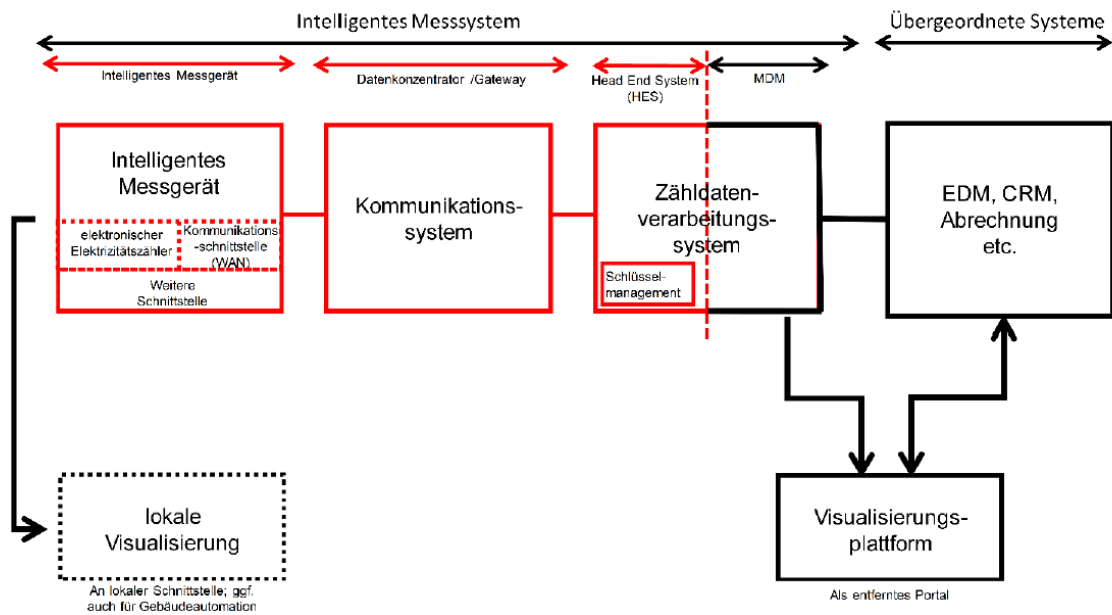 Intelligentes Messsystem
Übergeordnete Systeme
Intelligentes Messgerät
Datenkonzentrator /Gateway
Head End System
(HES)
MDM
Intelligentes
Messgerät
elektronischer
Elektrizitätszähler
Kommunikations
-schnittstelle
(WAN)
Weitere
Schnittstelle
Kommunikations-
system
Zähldaten-
verarbeitungs-
system
Schlüssel-
management
EDM, CRM,
Abrechnung
etc.
lokale
Visualisierung
An lokaler Schnittstelle; ggf.
auch für Gebäudeautomation
Visualisierungs-
plattform
Als entferntes Portal